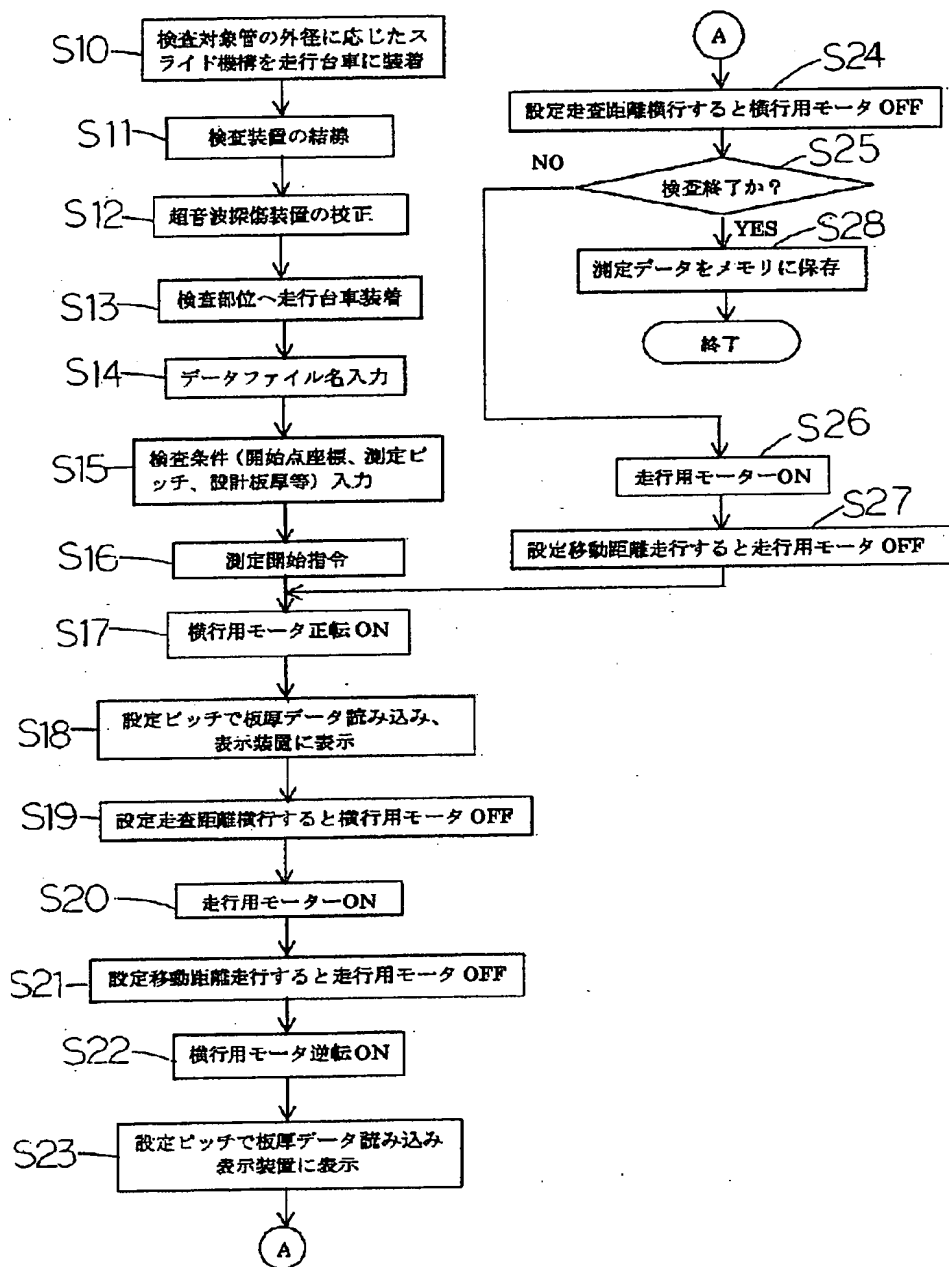 S10
検査対象管の外径に応じたス
ライド機構を走行台車に装着
S11
検査装置の結線
S12
超音波探傷装置の校正
S13
検査部位へ走行台車装着
S14
データファイル名入力
S15
検査条件（開始点座標、測定ピ
ッチ、設計板厚等）入力
S16
測定開始指令
S17
横行用モータ正転 ON
S18
設定ピッチで板厚データ読み込み、
表示装置に表示
S19
設定走査距離横行すると横行用モータ OFF
S20
走行用モーターON
S21
設定移動距離走行すると走行用モータ OFF
S22
横行用モータ逆転 ON
S23
設定ピッチで板厚データ読み込み
表示装置に表示
A
A
S24
設定走査距離横行すると横行用モータ OFF
S25
NO
検査終了か？
YES
S28
測定データをメモリに保存
終了
S26
走行用モーターON
S27
設定移動距離走行すると走行用モータ OFF